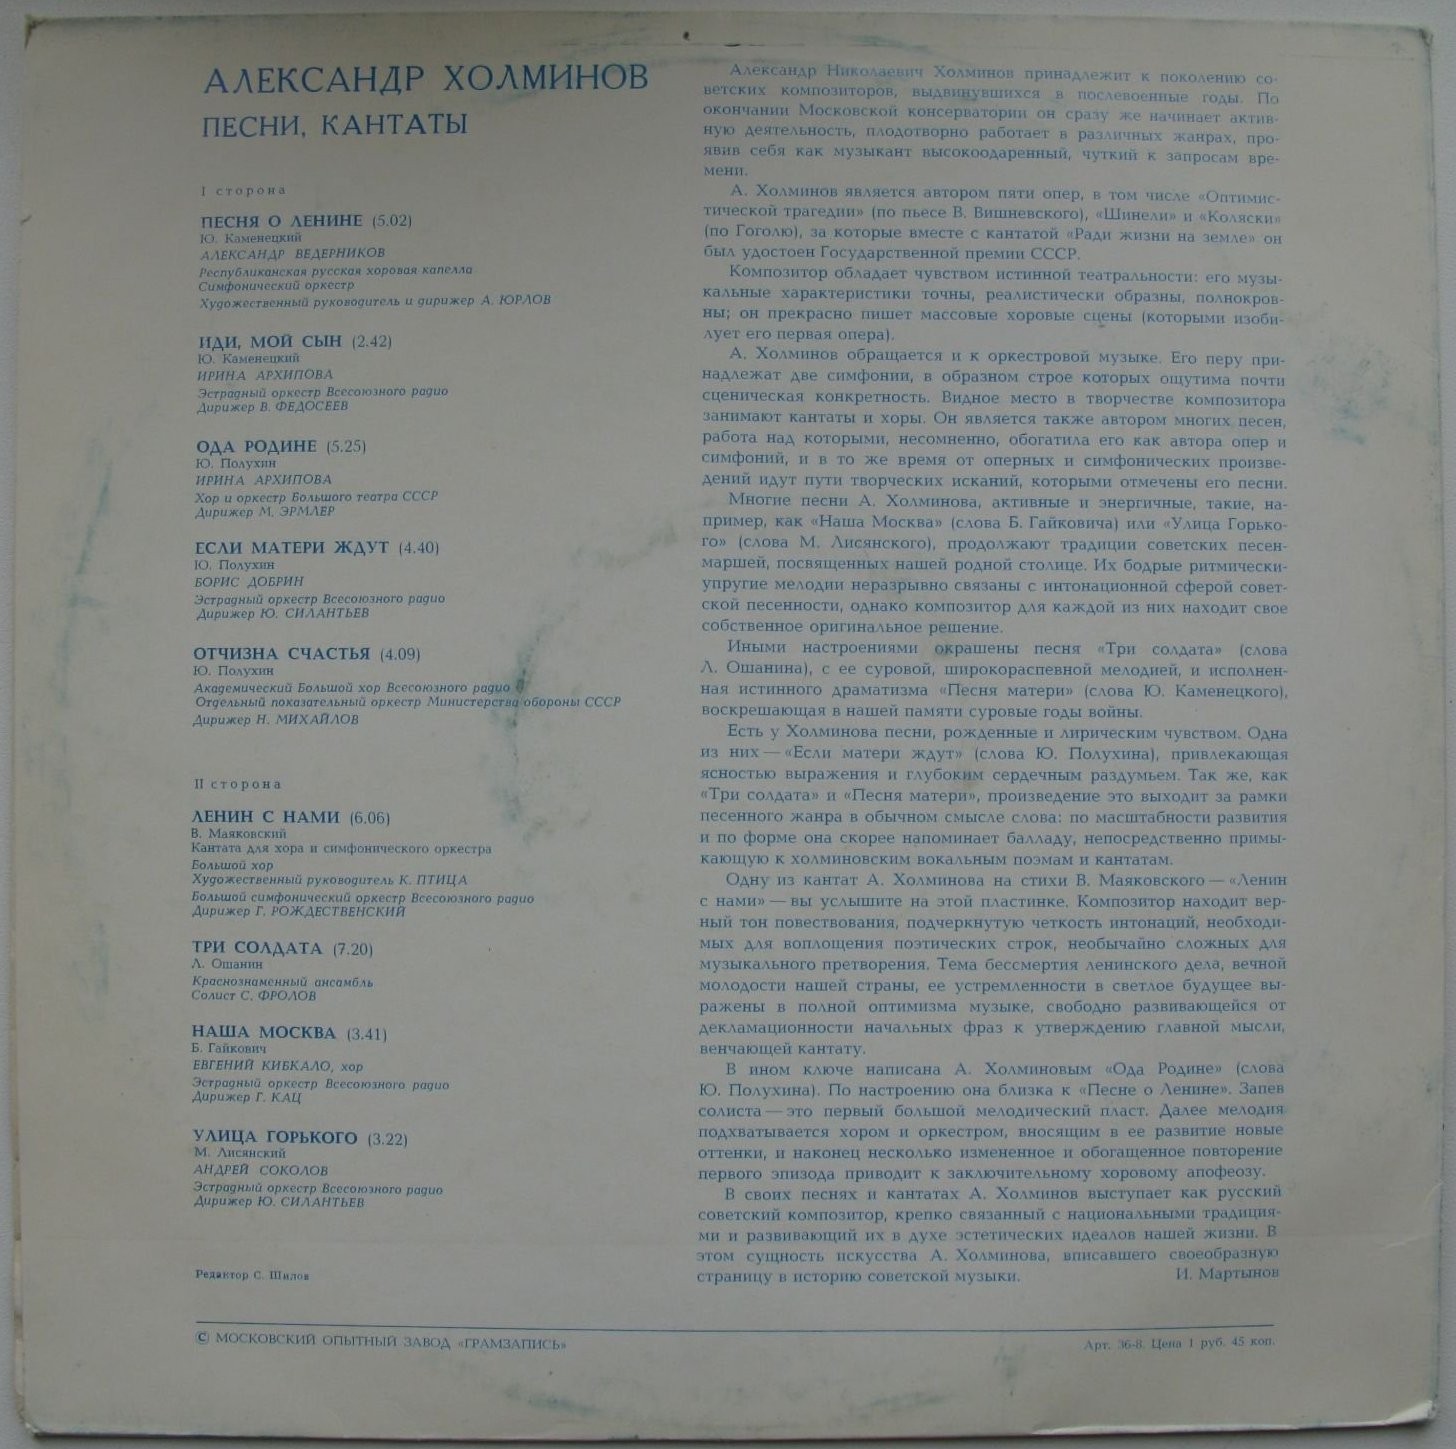 АЛЕКСАНДР ХОЛМИНОВ
ПЕСНИ, КАНТАТЫ
I сторона
ПЕСНЯ О ЛЕНИНЕ (5.02)
Ю. Каменецкий
АЛЕКСАНДР ВЕДЕРНИКОВ
Республиканская русская хоровая капелла
Симфонический оркестр
Художественный руководитель и дирижер А. ЮРЛОВ
ИДИ, МОЙ СЫН (2.42)
Ю. Каменецкий
ИРИНА АРХИПОВА
Эстрадный оркестр Всесоюзного радио
Дирижер В. ФЕДОСЕЕВ
ОДА РОДИНЕ (5.25)
Ю. Полухин
ИРИНА АРХИПОВА
Хор и оркестр Большого театра СССР
Дирижер М. ЭРМЛЕР
ЕСЛИ МАТЕРИ ЖДУТ (4.40)
Ю. Полухин
БОРИС ДОБРИН
Эстрадный оркестр Всесоюзного радио
Дирижер Ю. СИЛАНТЬЕВ
ОТЧИЗНА СЧАСТЬЯ (4.09)
Ю. Полухин
Академический Большой хор Всесоюзного радио
Отдельный показательный оркестр Министерства обороны СССР
Дирижер Н. МИХАЙЛОВ
II сторона
ЛЕНИН С НАМИ (6.06)
В. Маяковский
Кантата для хора и симфонического оркестра
Большой хор
Художественный руководитель К. ПТИЦА
Большой симфонический оркестр Всесоюзного радио
Дирижер Г. РОЖДЕСТВЕНСКИЙ
ТРИ СОЛДАТА (7.20)
Л. Ошанин
Краснознаменный ансамбль
Солист С. ФРОЛОВ
НАША МОСКВА (3.41)
Б. Гайкович
ЕВГЕНИЙ КИБКАЛО, хор
Эстрадный оркестр Всесоюзного радио
Дирижер Г. КАЦ
УЛИЦА ГОРЬКОГО (3.22)
М. Лисянский
АНДРЕЙ СОКОЛОВ
Эстрадный оркестр Всесоюзного радио
Дирижер Ю. СИЛАНТЬЕВ
Редактор С. Шилов
Александр Николаевич Холминов принадлежит к поколению со-
ветских композиторов, выдвинувшихся в послевоенные годы. По
окончании Московской консерватории он сразу же начинает актив-
ную деятельность, плодотворно работает в различных жанрах, про-
явив себя как музыкант высокоодаренный, чуткий к запросам вре-
мени.
А. Холминов является автором пяти опер, в том числе «Оптимис-
тической трагедии» (по пьесе В. Вишневского), «Шинели» и «Коляски»
(по Гоголю), за которые вместе с кантатой «Ради жизни на земле» он
был удостоен Государственной премии СССР.
Композитор обладает чувством истинной театральности: его музы-
кальные характеристики точны, реалистически образны, полнокров-
ны; он прекрасно пишет массовые хоровые сцены (которыми изоби-
лует его первая опера).
А. Холминов обращается и к оркестровой музыке. Его перу при-
надлежат две симфонии, в образном строе которых ощутима почти
сценическая конкретность. Видное место в творчестве композитора
занимают кантаты и хоры. Он является также автором многих песен,
работа над которыми, несомненно, обогатила его как автора опер и
симфоний, и в то же время от оперных и симфонических произве-
дений идут пути творческих исканий, которыми отмечены его песни.
Многие песни А. Холминова, активные и энергичные, такие, на-
пример, как «Наша Москва» (слова Б. Гайковича) или «Улица Горько-
го» (слова М. Лисянского), продолжают традиции советских песен-
маршей, посвященных нашей родной столице. Их бодрые ритмически-
упругие мелодии неразрывно связаны с интонационной сферой совет-
ской песенности, однако композитор для каждой из них находит свое
собственное оригинальное решение.
Иными настроениями окрашены песня «Три солдата» (слова
Л. Ошанина), с ее суровой, широкораспевной мелодией, и исполнен-
ная истинного драматизма «Песня матери» (слова Ю. Каменецкого),
воскрешающая в нашей памяти суровые годы войны.
Есть у Холминова песни, рожденные и лирическим чувством. Одна
из них — «Если матери ждут» (слова Ю. Полухина), привлекающая
ясностью выражения и глубоким сердечным раздумьем. Так же, как
«Три солдата» и «Песня матери», произведение это выходит за рамки
песенного жанра в обычном смысле слова: по масштабности развития
и по форме она скорее напоминает балладу, непосредственно примы-
кающую к холминовским вокальным поэмам и кантатам.
Одну из кантат А. Холминова на стихи В. Маяковского — «Ленин
с нами» — вы услышите на этой пластинке. Композитор находит вер-
ный тон повествования, подчеркнутую четкость интонаций, необходи-
мых для воплощения поэтических строк, необычайно сложных для
музыкального претворения. Тема бессмертия ленинского дела, вечной
молодости нашей страны, ее устремленности в светлое будущее вы-
ражены в полной оптимизма музыке, свободно развивающейся от
декламационности начальных фраз к утверждению главной мысли,
венчающей кантату.
В ином ключе написана А. Холминовым «Ода Родине» (слова
Ю. Полухина). По настроению она близка к «Песне о Ленине». Запев
солиста — это первый большой мелодический пласт. Далее мелодия
подхватывается хором и оркестром, вносящим в ее развитие новые
оттенки, и наконец несколько измененное и обогащенное повторение
первого эпизода приводит к заключительному хоровому апофеозу.
В своих песнях и кантатах А. Холминов выступает как русский
советский композитор, крепко связанный с национальными традиция-
ми и развивающий их в духе эстетических идеалов нашей жизни. В
этом сущность искусства А. Холминова, вписавшего своеобразную
страницу в историю советской музыки. И. Мартынов
© МОСКОВСКИЙ ОПЫТНЫЙ ЗАВОД «ГРАМЗАПИСЬ»
Арт. 36-8. Цена 1 руб. 45 коп.